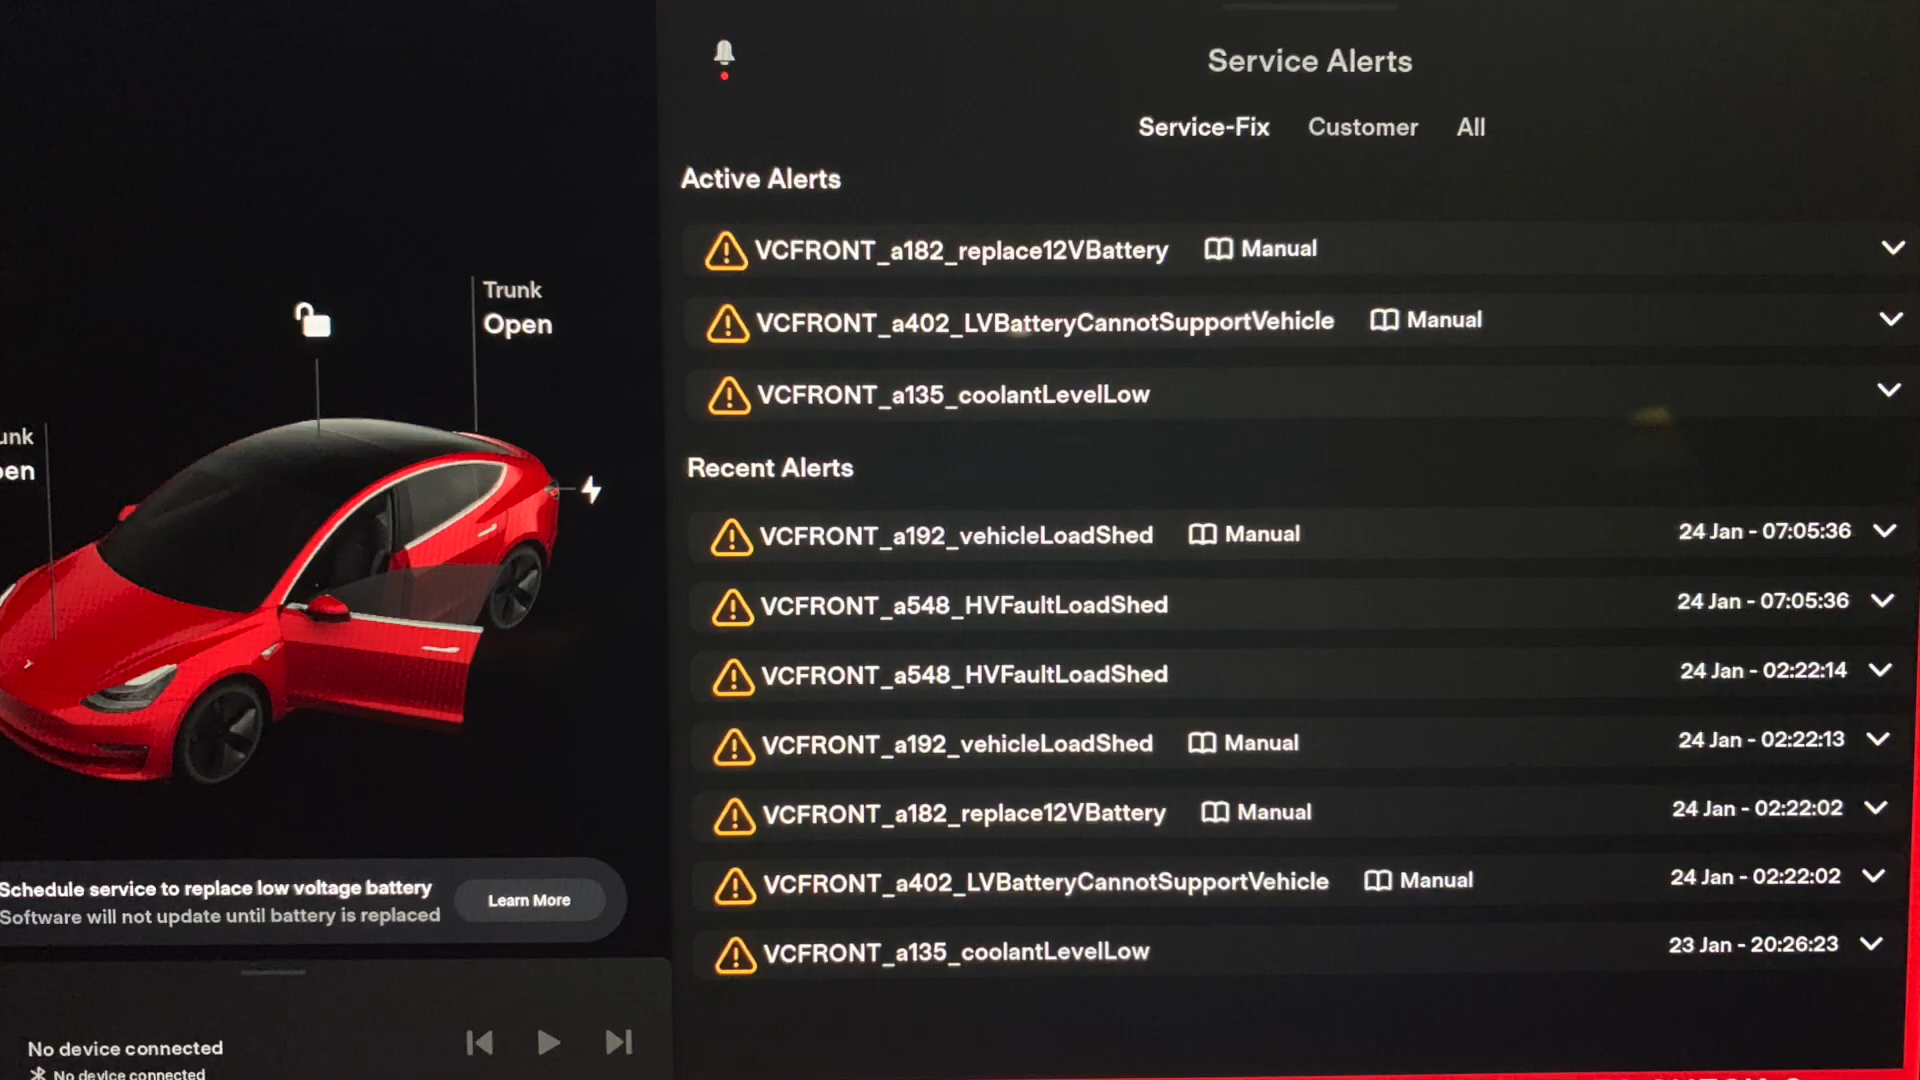 Service Alerts
Service-Fix Customer All
Active Alerts
VCFRONT_a182_replace12VBattery Manual
VCFRONT_a402_LVBatteryCannotSupportVehicle Manual
VCFRONT_a135_coolantLevelLow
Recent Alerts
VCFRONT_a192_vehicleLoadShed Manual 24 Jan - 07:05:36
VCFRONT_a548_HVFaultLoadShed 24 Jan - 07:05:36
VCFRONT_a548_HVFaultLoadShed 24 Jan - 02:22:14
VCFRONT_a192_vehicleLoadShed Manual 24 Jan - 02:22:13
VCFRONT_a182_replace12VBattery Manual 24 Jan - 02:22:02
VCFRONT_a402_LVBatteryCannotSupportVehicle Manual 24 Jan - 02:22:02
VCFRONT_a135_coolantLevelLow 23 Jan - 20:26:23
Trunk
Open
unk
en
Schedule service to replace low voltage battery
Software will not update until battery is replaced
Learn More
No device connected
No device connected